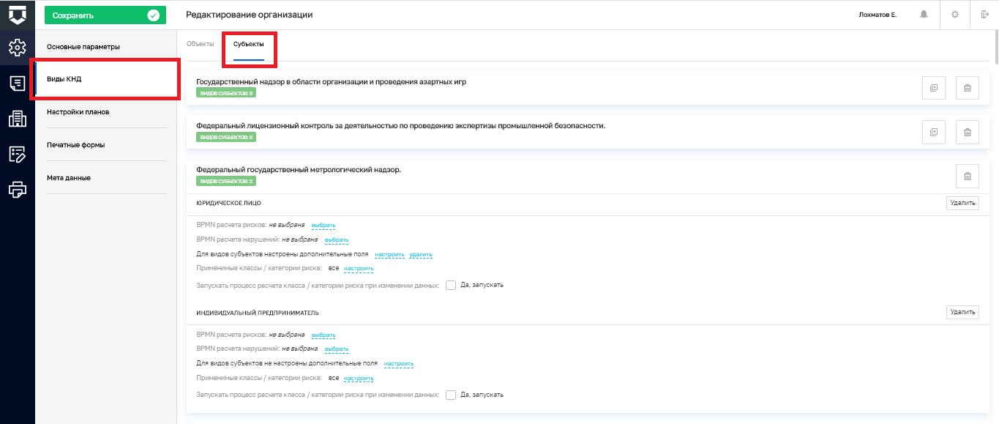 Сохранить
Редактирование организации
Лохматов Е.
Основные параметры
Виды КНД
Настройки планов
Печатные формы
Мета данные
Объекты
Субъекты
Государственный надзор в области организации и проведения азартных игр
ВИДОВ СУБЪЕКТОВ: 0
Федеральный лицензионный контроль за деятельностью по проведению экспертизы промышленной безопасности.
ВИДОВ СУБЪЕКТОВ: 0
Федеральный государственный метрологический надзор.
ВИДОВ СУБЪЕКТОВ: 2
ЮРИДИЧЕСКОЕ ЛИЦО Удалить
BPMN расчета рисков: не выбрана выбрать
BPMN расчета нарушений: не выбрана выбрать
Для видов субъектов настроены дополнительные поля настроить удалить
Применимые классы / категории риска: все настроить
Запускать процесс расчета класса / категории риска при изменении данных: Да, запускать
ИНДИВИДУАЛЬНЫЙ ПРЕДПРИНИМАТЕЛЬ Удалить
BPMN расчета рисков: не выбрана выбрать
BPMN расчета нарушений: не выбрана выбрать
Для видов субъектов не настроены дополнительные поля настроить
Применимые классы / категории риска: все настроить
Запускать процесс расчета класса / категории риска при изменении данных: Да, запускать